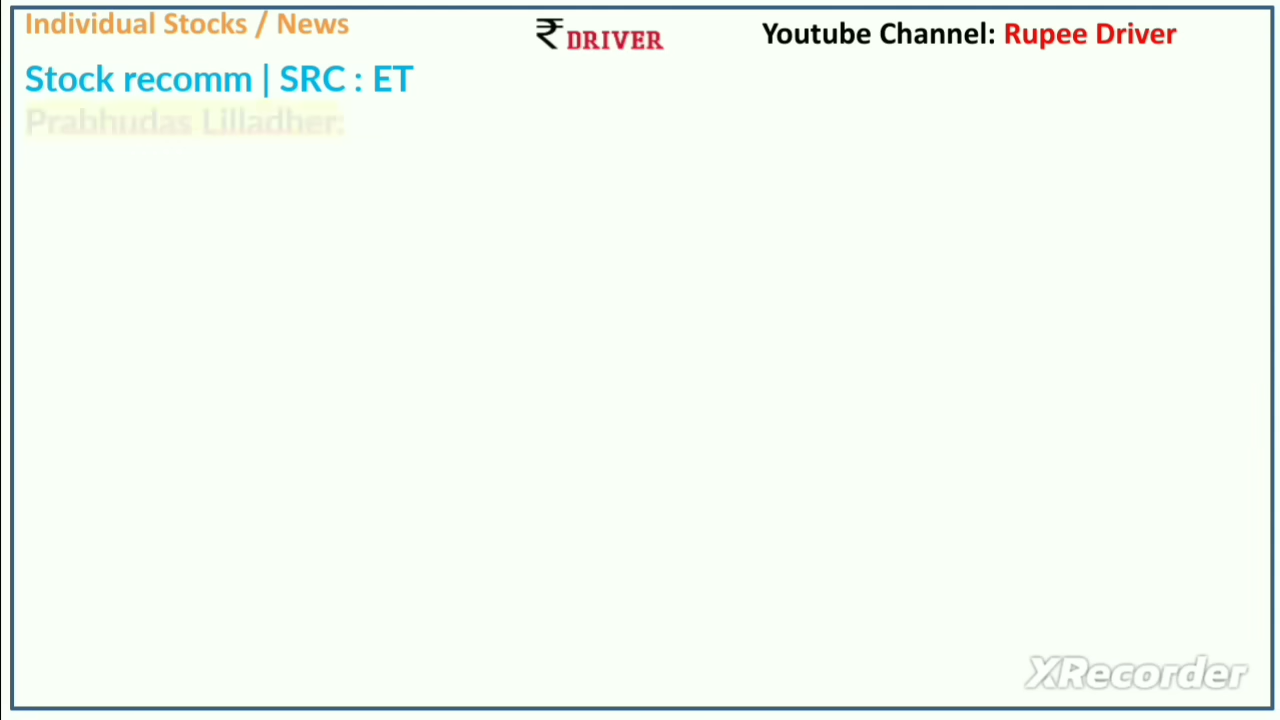 Individual Stocks / News
₹ DRIVER
Youtube Channel: Rupee Driver
Stock recomm | SRC : ET
Prabhudas Lilladher:
XRecorder